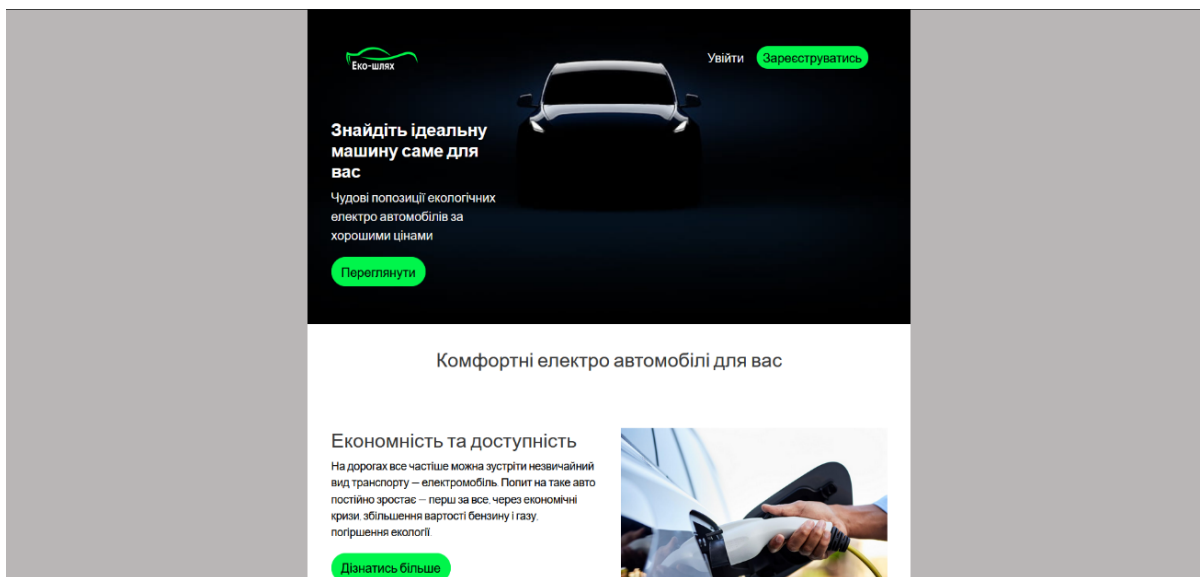 Еко-шлях
Увійти
Зареєструватись
Знайдіть ідеальну
машину саме для
вас
Чудові попозиції екологічних
електро автомобілів за
хорошими цінами
Переглянути
Комфортні електро автомобілі для вас
Економність та доступність
На дорогах все частіше можна зустріти незвичайний
вид транспорту – електромобіль. Попит на таке авто
постійно зростає – перш за все, через економічні
кризи, збільшення вартості бензину і газу,
погіршення екології.
Дізнатись більше